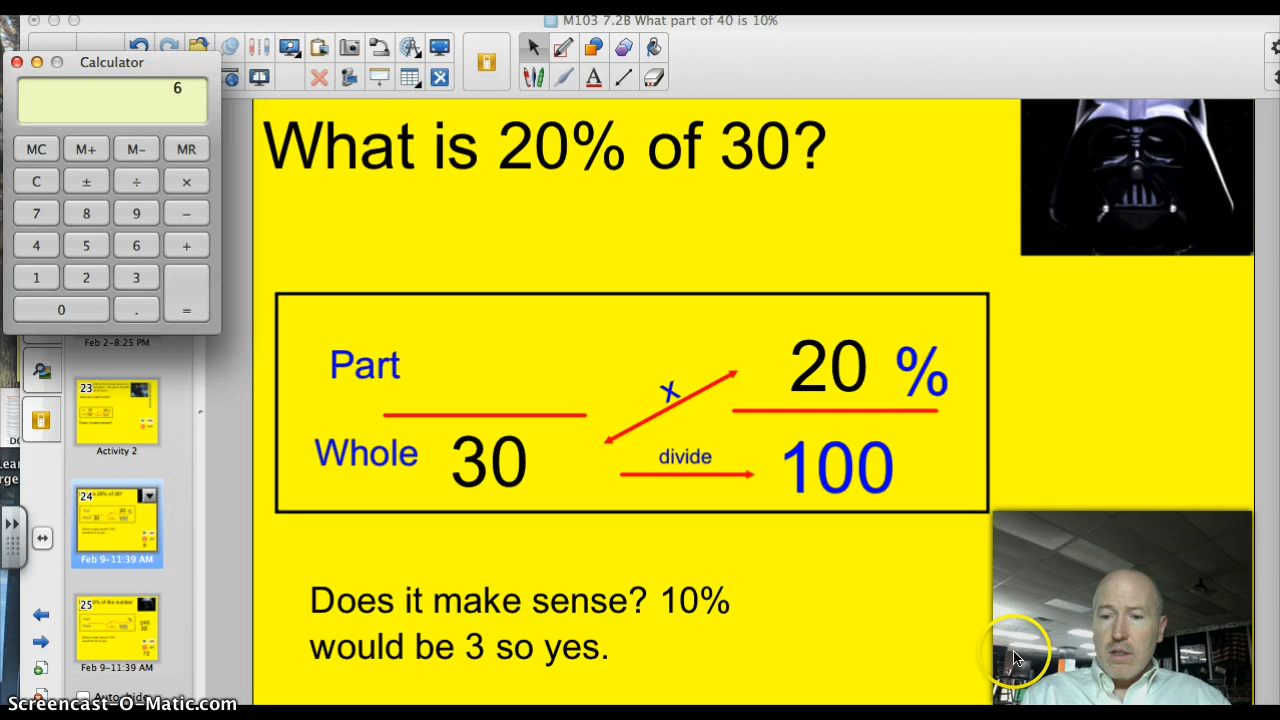 M103 7.2B What part of 40 is 10%
Calculator
6
MC M+ M- MR
C ± ÷ ×
7 8 9 −
4 5 6 +
1 2 3
0 . =
What is 20% of 30?
Part
20 %
x
Whole 30
divide
100
Does it make sense? 10%
would be 3 so yes.
Feb 2–8:25 PM
23
Activity 2
24
Feb 9–11:39 AM
25
Feb 9–11:39 AM
Auto-hide
Screencast-O-Matic.com